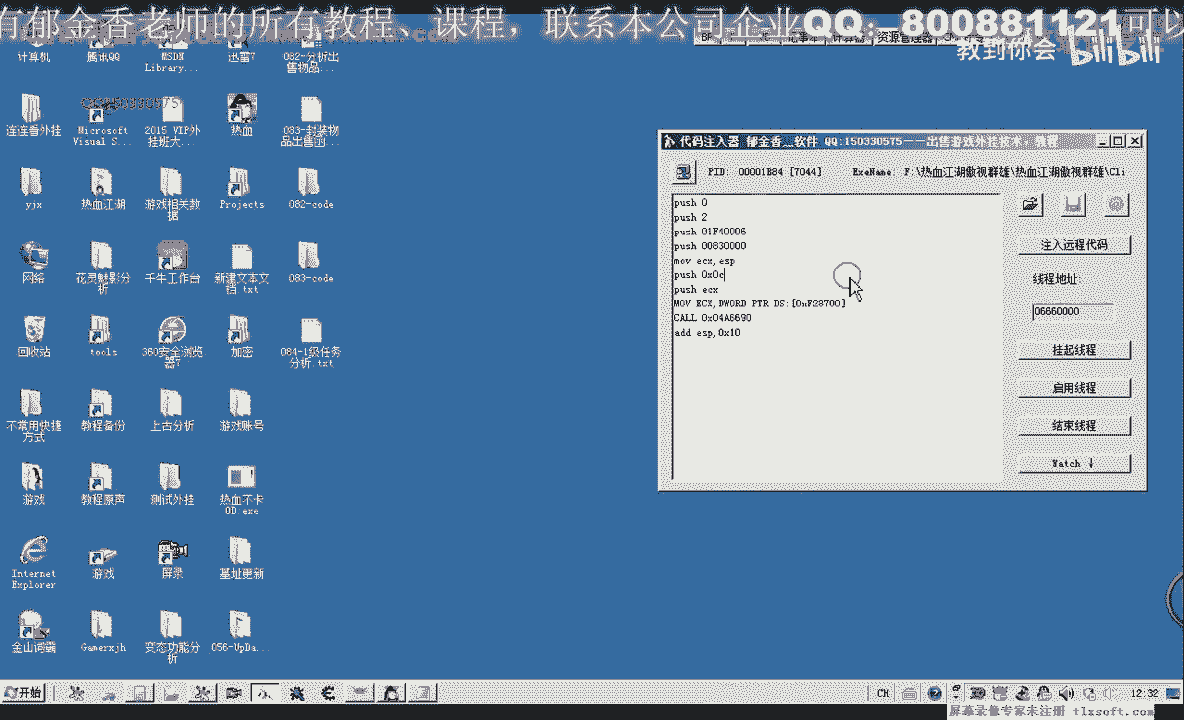 有郁金香老师的所有教程、课程,联系本公司企业QQ:800881121可以
教到你会
bilibili
计算机
腾讯QQ
MSDN
Library...
迅雷7
082-分析出
售物品...
连连看外挂
Microsoft
Visual S...
2015 VIP外
挂班大...
热血
083-封装物
品出售函...
yjx
热血江湖
游戏相关数
据
Projects
082-code
网络
花灵魅影分
析
千牛工作台
新建文本文
档.txt
083-code
回收站
tools
360安全浏览
器7
加密
084-1级任务
分析.txt
不常用快捷
方式
教程备份
上古分析
游戏账号
游戏
教程原声
测试外挂
热血不卡
OD.exe
Internet
Explorer
游戏
屏录
基址更新
金山词霸
Gamerxjh
变态功能分
析
056-UpDa...
代码注入器 郁金香__软件 QQ:150330575——出售游戏外挂技术,教程
PID: 00001B84 [7044]
ExeName: F:\热血江湖傲视群雄\热血江湖傲视群雄\Cli
push 0
push 2
push 01F40006
push 00830000
mov ecx,esp
push 0x0c
push ecx
MOV ECX,DWORD PTR DS:[0xF28700]
CALL 0x04A6690
add esp,0x10
注入远程代码
线程地址:
06660000
挂起线程
启用线程
结束线程
Watch ↓
开始
CH
12:32
屏幕录像专家未注册 tlxsoft.com